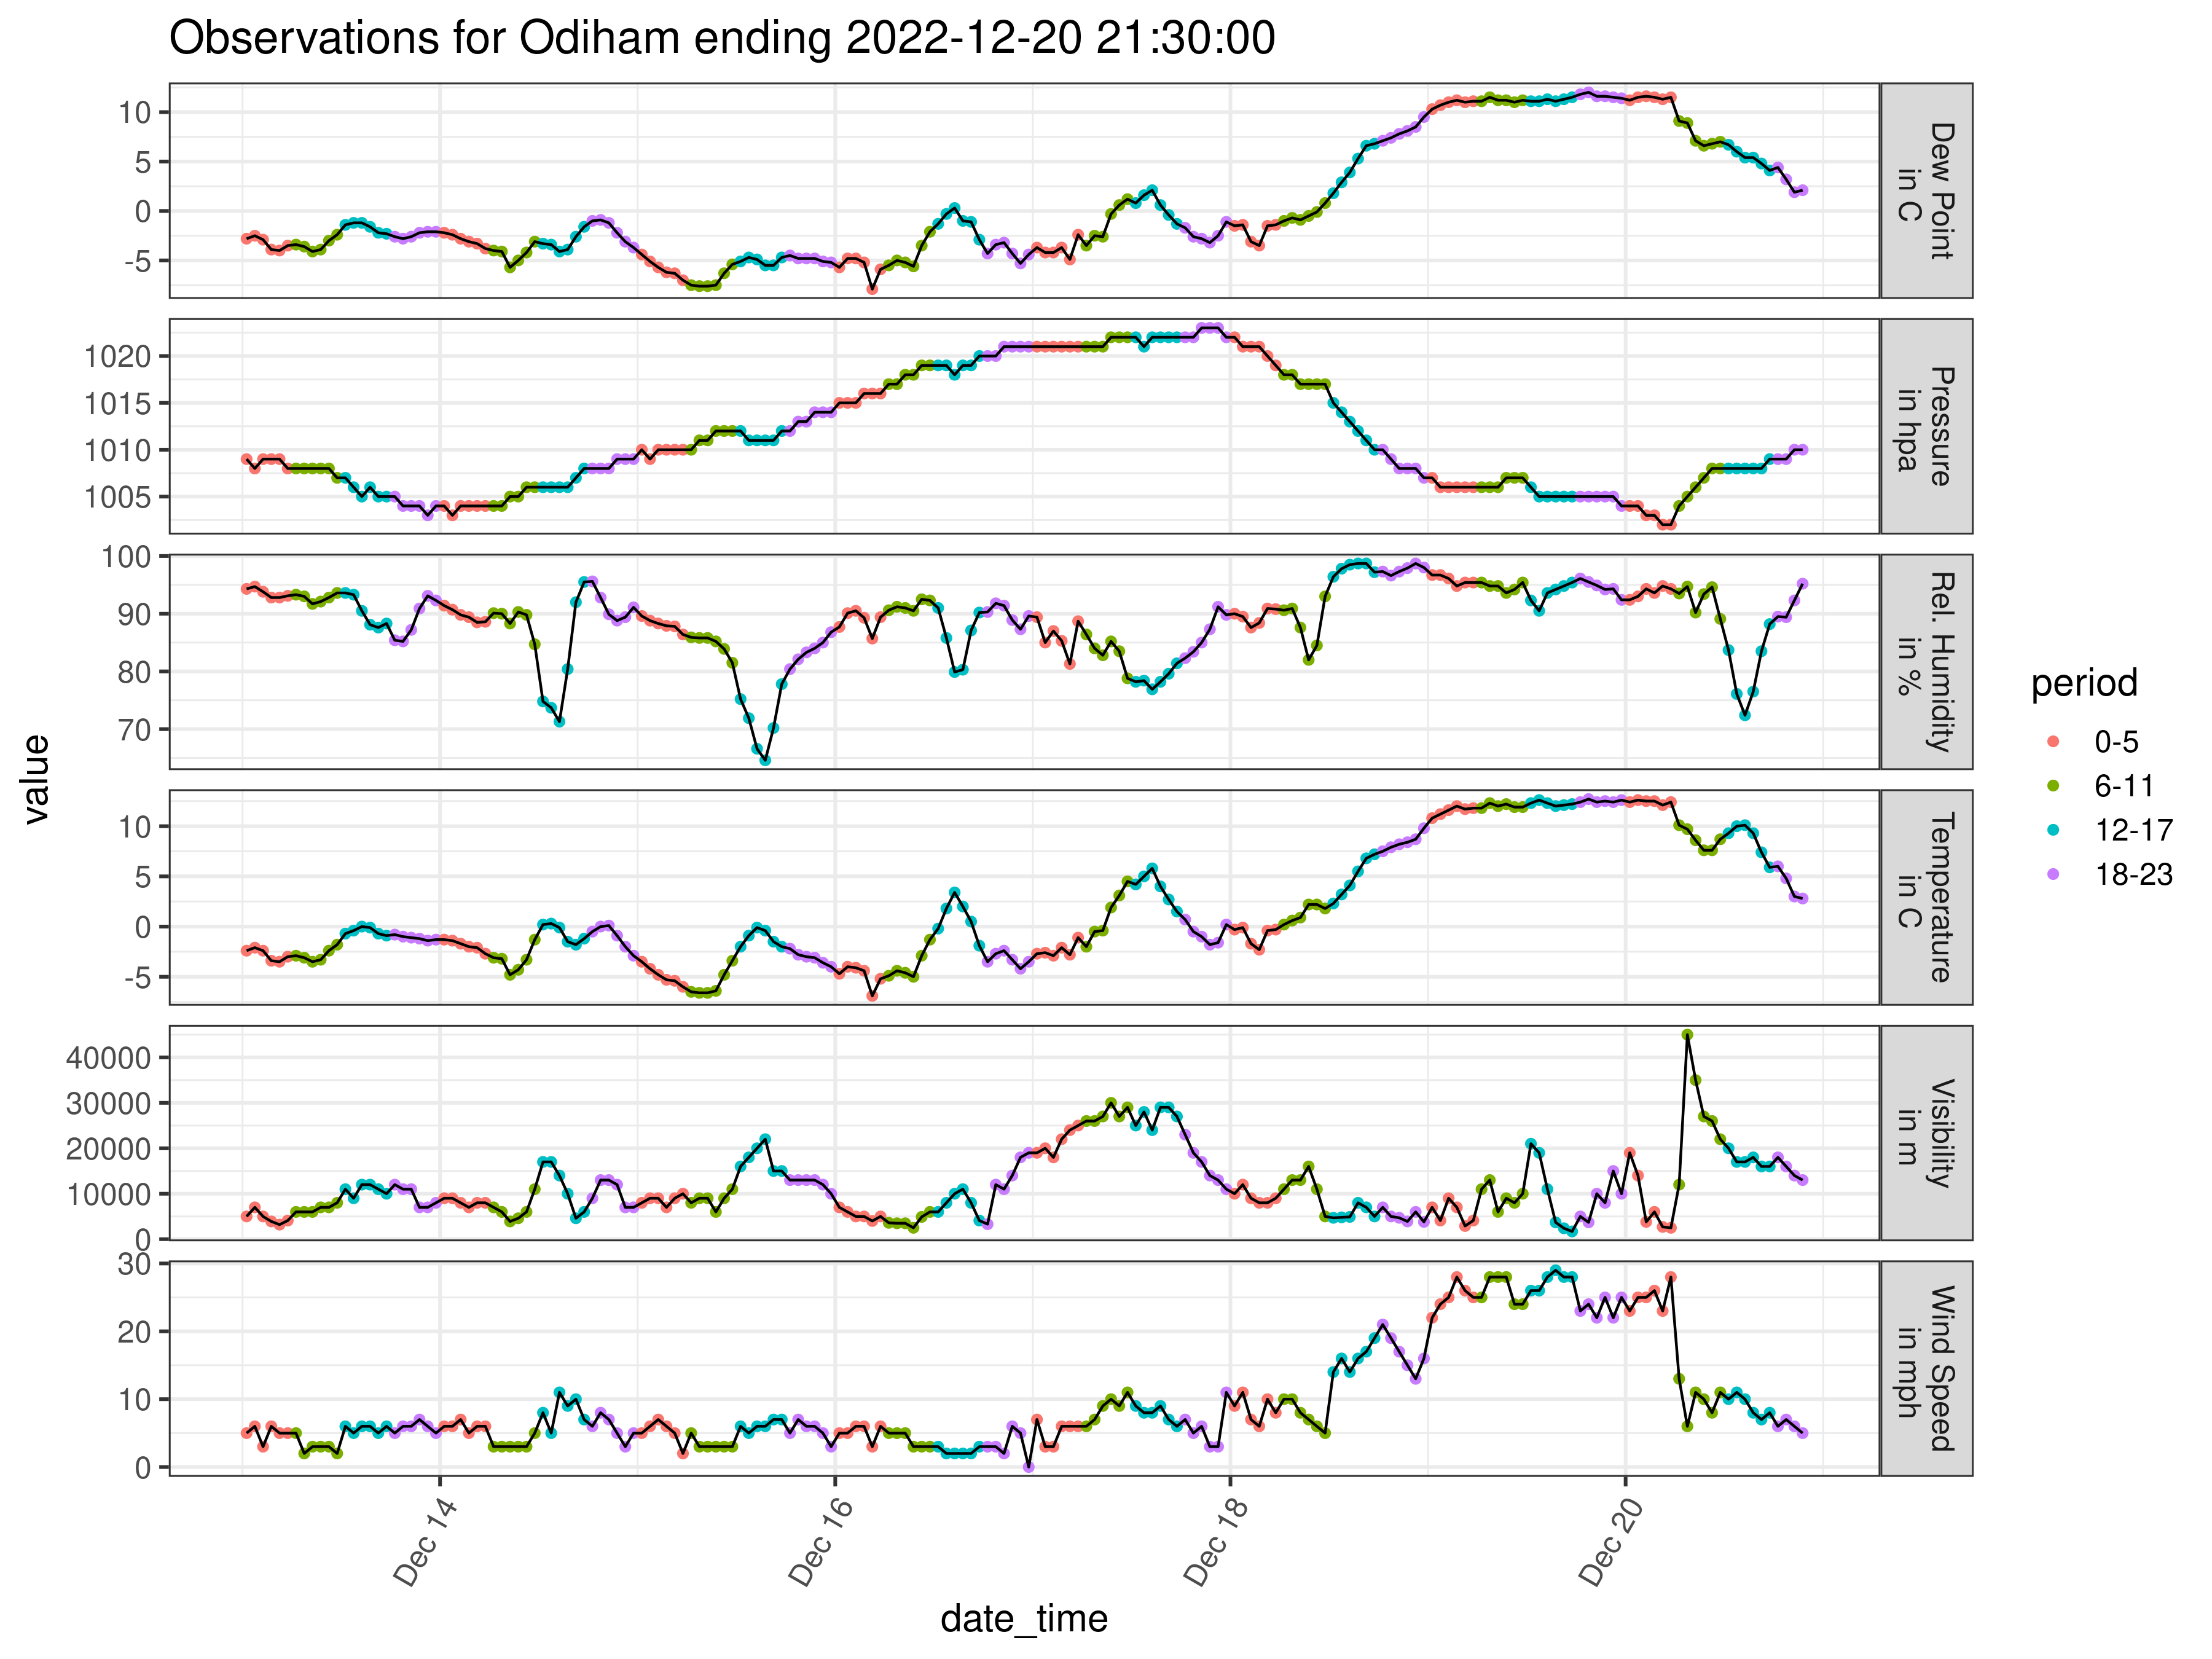 Observations for Odiham ending 2022-12-20 21:30:00
value
10
5
0
-5
Dew Point
in C
1020
1015
1010
1005
Pressure
in hpa
100
90
80
70
Rel. Humidity
in %
10
5
0
-5
Temperature
in C
40000
30000
20000
10000
0
Visibility
in m
30
20
10
0
Wind Speed
in mph
Dec 14
Dec 16
Dec 18
Dec 20
date_time
period
0-5
6-11
12-17
18-23